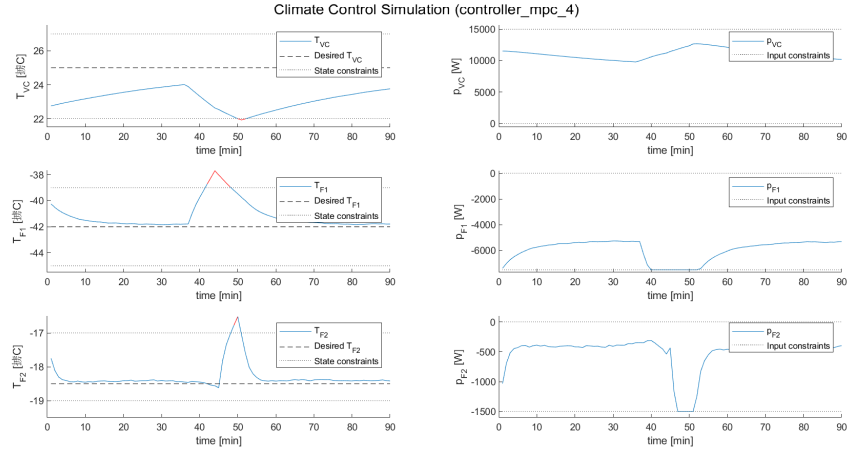 Climate Control Simulation (controller_mpc_4)
T_VC [掳C]
26
24
22
0 10 20 30 40 50 60 70 80 90
time [min]
T_VC
Desired T_VC
State constraints
p_VC [W]
15000
10000
5000
0
0 10 20 30 40 50 60 70 80 90
time [min]
p_VC
Input constraints
T_F1 [掳C]
-38
-40
-42
-44
0 10 20 30 40 50 60 70 80 90
time [min]
T_F1
Desired T_F1
State constraints
p_F1 [W]
0
-2000
-4000
-6000
0 10 20 30 40 50 60 70 80 90
time [min]
p_F1
Input constraints
T_F2 [掳C]
-17
-18
-19
0 10 20 30 40 50 60 70 80 90
time [min]
T_F2
Desired T_F2
State constraints
p_F2 [W]
0
-500
-1000
-1500
0 10 20 30 40 50 60 70 80 90
time [min]
p_F2
Input constraints